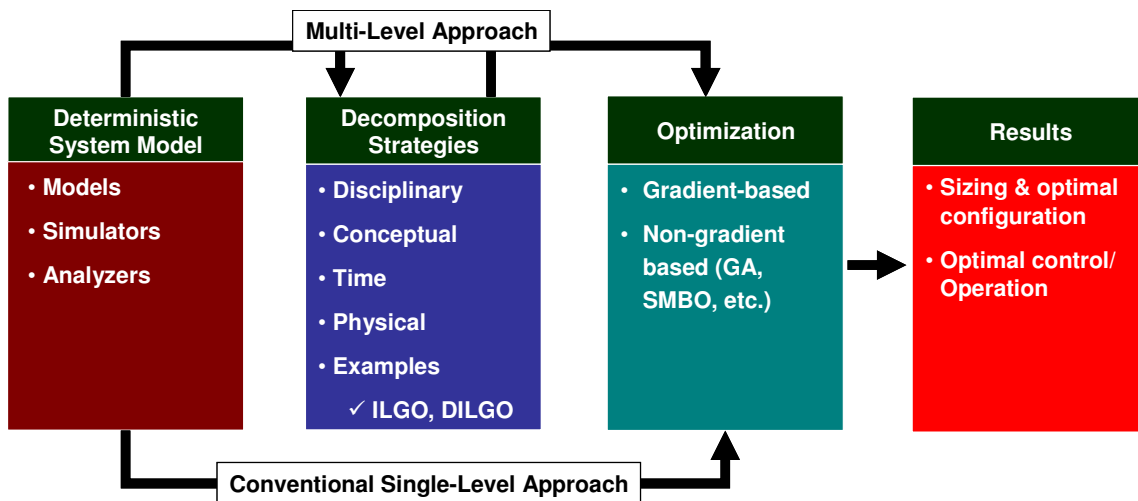 Multi-Level Approach
Deterministic
System Model
• Models
• Simulators
• Analyzers
Decomposition
Strategies
• Disciplinary
• Conceptual
• Time
• Physical
• Examples
✓ ILGO, DILGO
Optimization
• Gradient-based
• Non-gradient
based (GA,
SMBO, etc.)
Results
• Sizing & optimal
configuration
• Optimal control/
Operation
Conventional Single-Level Approach